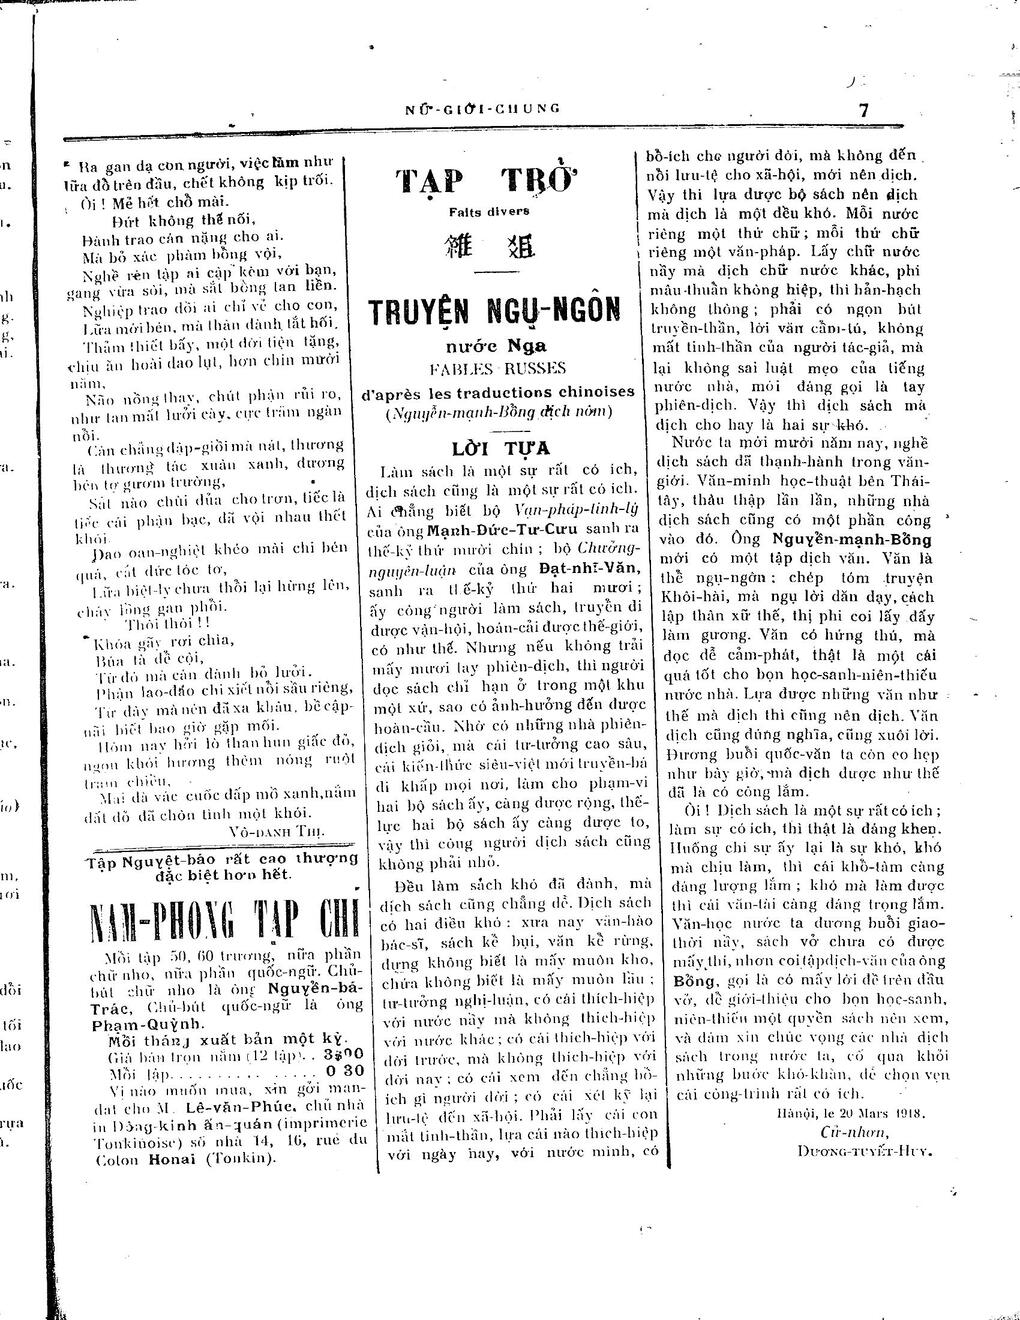 NỮ-GIỚI-CHUNG
7
Ra gan dạ con người, việc làm như
lữa đỏ trên đầu, chết không kịp trối.
Ôi ! Mẻ hết chỗ mài.
Đứt không thể nối,
Đành trao cán nặng cho ai.
Mà bỏ xác phàm bỗng vội,
Nghề rèn tập ai cặp kèm với bạn,
gang vừa sôi, mà sắt bỗng tan liền.
Nghiệp trao dồi ai chỉ vẻ cho con,
Lữa mới bén, mà than dành tắt hối.
Thảm thiết bấy, một đời tiện tặng,
chịu ăn hoài dao lụt, hơn chín mười
năm,
Não nồng thay, chút phận rủi ro,
như tan mất lưỡi cày, cực trăm ngàn
nỗi.
Căn chẳng dập-giồi mà nát, thương
là thương tác xuân xanh, đương
bén tợ gươm trường,
Sắt nào chùi dủa cho trơn, tiếc là
tiếc cái phận bạc, đã vội nhau thết
khói.
Dao oan-nghiệt khéo mài chi bén
quá, cắt đứt tóc tơ,
Lữa biệt-ly chưa thổi lại hừng lên,
cháy lòng gan phổi.
Thôi thôi !!
Khóa gãy rơi chìa,
Búa là để cội,
Từ đó mà cán đành bỏ lưỡi.
Phận lao-đảo chi xiết nỗi sầu riêng,
Từ đây mà nên đã xa khâu, bề cập-
nải biết bao giờ gặp mối.
Hôm nay hởi lò than hun giấc đỏ,
ngọn khói hương thêm nóng ruột
trăm chiều,
Mai đà vác cuốc đấp mồ xanh, nắm
đất đỏ đã chôn tình một khối.
VÔ-DANH THỊ.
Tập Nguyệt-báo rất cao thượng
đặc biệt hơn hết.
NAM-PHONG TẠP CHÍ
Mỗi tập 50, 60 trương, nữa phần
chữ nho, nữa phần quốc-ngữ. Chủ-
bút chữ nho là ông Nguyễn-bá-
Trác, Chủ-bút quốc-ngữ là ông
Phạm-Quỳnh.
Mỗi tháng xuất bản một kỳ.
Giá bán trọn năm (12 tập). . 3$00
Mỗi tập. . . . . . . . . . . 0 30
Vị nào muốn mua, xin gởi man-
dat cho M. Lê-văn-Phúc, chủ nhà
in Đông-kinh ấn-quán (imprimerie
Tonkinoise) số nhà 14, 16, rue du
Coton Honai (Tonkin).
TẠP TRỞ
Faits divers
雜 俎
TRUYỆN NGỤ-NGÔN
nước Nga
FABLES RUSSES
d'après les traductions chinoises
(Nguyễn-mạnh-Bồng dịch nôm)
LỜI TỰA
Làm sách là một sự rất có ích,
dịch sách cũng là một sự rất có ích.
Ai chẳng biết bộ Vạn-pháp-tinh-lý
của ông Mạnh-Đức-Tư-Cưu sanh ra
thế-kỷ thứ mười chín ; bộ Chưởng-
nguyên-luận của ông Đạt-nhĩ-Văn,
sanh ra thế-kỷ thứ hai mươi ;
ấy công người làm sách, truyền di
được vận-hội, hoán-cải được thế-giới,
có như thế. Nhưng nếu không trải
mấy mươi tay phiên-dịch, thì người
đọc sách chỉ hạn ở trong một khu
một xứ, sao có ảnh-hưởng đến được
hoàn-cầu. Nhờ có những nhà phiên-
dịch giỏi, mà cái tư-tưởng cao sâu,
cái kiến-thức siêu-việt mới truyền-bá
đi khắp mọi nơi, làm cho phạm-vi
hai bộ sách ấy, càng được rộng, thế-
lực hai bộ sách ấy càng được to,
vậy thì công người dịch sách cũng
không phải nhỏ.
Đều làm sách khó đã đành, mà
dịch sách cũng chẳng dễ. Dịch sách
có hai điều khó : xưa nay văn-hào
bác-sĩ, sách kể bụi, văn kể rừng,
dựng không biết là mấy muôn kho,
chứa không biết là mấy muôn lầu ;
tư-tưởng nghị-luận, có cái thích-hiệp
với nước nầy mà không thích-hiệp
với nước khác ; có cái thích-hiệp với
đời trước, mà không thích-hiệp với
đời nay ; có cái xem đến chẳng bổ-
ích gì người đời ; có cái xét kỹ lại
lưu-tệ đến xã-hội. Phải lấy cái con
mắt tinh-thần, lựa cái nào thích-hiệp
với ngày nay, với nước mình, có
bổ-ích cho người đời, mà không đến
nỗi lưu-tệ cho xã-hội, mới nên dịch.
Vậy thì lựa được bộ sách nên dịch
mà dịch là một đều khó. Mỗi nước
riêng một thứ chữ ; mỗi thứ chữ
riêng một văn-pháp. Lấy chữ nước
nầy mà dịch chữ nước khác, phi
mâu-thuẩn không hiệp, thì hẳn-hạch
không thông ; phải có ngọn bút
truyền-thần, lời văn cẩm-tú, không
mất tinh-thần của người tác-giả, mà
lại không sai luật mẹo của tiếng
nước nhà, mới đáng gọi là tay
phiên-dịch. Vậy thì dịch sách mà
dịch cho hay là hai sự khó.
Nước ta mới mười năm nay, nghề
dịch sách đã thạnh-hành trong văn-
giới. Văn-minh học-thuật bên Thái-
tây, thâu thập lần lần, những nhà
dịch sách cũng có một phần công
vào đó. Ông Nguyễn-mạnh-Bồng
mới có một tập dịch văn. Văn là
thể ngụ-ngôn : chép tóm truyện
Khôi-hài, mà ngụ lời dăn dạy, cách
lập thân xữ thế, thị phi coi lấy đấy
làm gương. Văn có hứng thú, mà
đọc dễ cảm-phát, thật là một cái
quà tốt cho bọn học-sanh-niên-thiếu
nước nhà. Lựa được những văn như
thế mà dịch thì cũng nên dịch. Văn
dịch cũng đúng nghĩa, cũng xuôi lời.
Đương buổi quốc-văn ta còn co hẹp
như bây giờ, mà dịch được như thế
đã là có công lắm.
Ôi ! Dịch sách là một sự rất có ích ;
làm sự có ích, thì thật là đáng khen.
Huống chi sự ấy lại là sự khó, khó
mà chịu làm, thì cái khổ-tâm càng
đáng lượng lắm ; khó mà làm được
thì cái văn-tài càng đáng trọng lắm.
Văn-học nước ta đương buổi giao-
thời nầy, sách vở chưa có được
mấy thị, nhơn coi tập dịch-văn của ông
Bồng, gọi là có mấy lời đề trên đầu
vở, để giới-thiệu cho bọn học-sanh,
niên-thiếu một quyển sách nên xem,
và dám xin chúc vọng các nhà dịch
sách trong nước ta, cố qua khỏi
những bước khó-khăn, để chọn vẹn
cái công-trình rất có ích.
Hànội, le 20 Mars 1918.
Cử-nhơn,
DƯƠNG-TUYẾT-HUY.